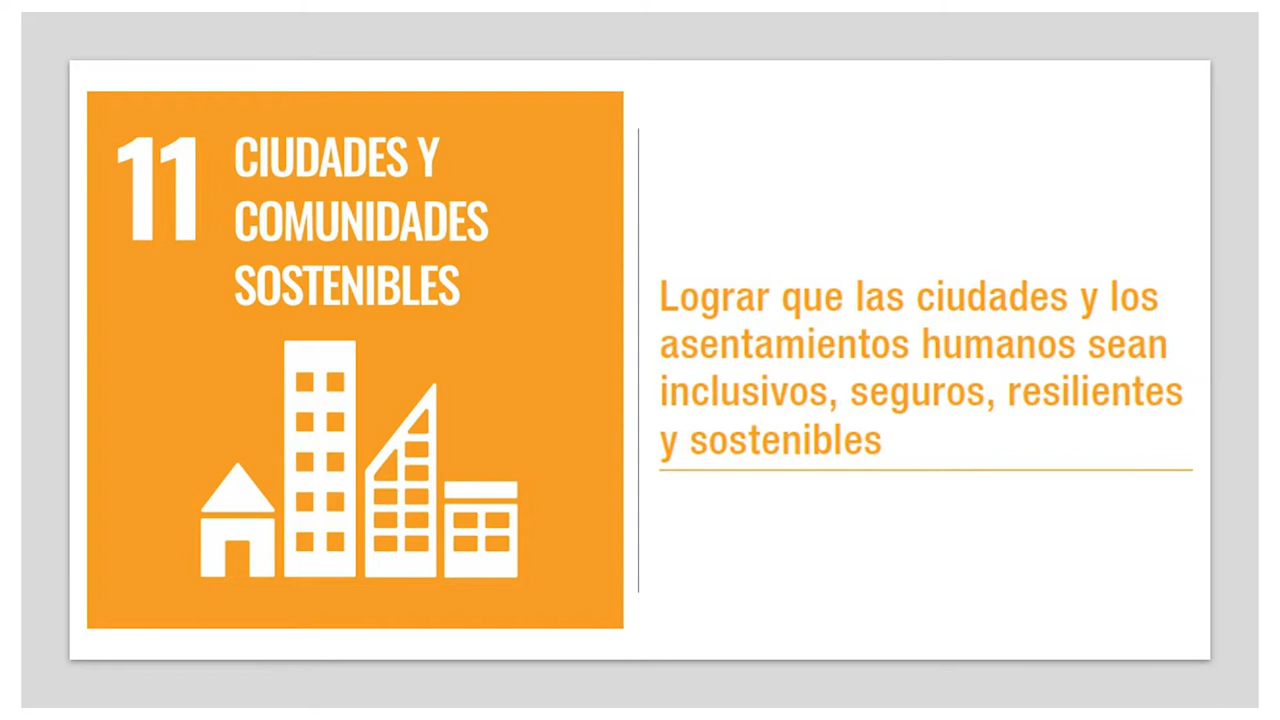 11
CIUDADES Y
COMUNIDADES
SOSTENIBLES
Lograr que las ciudades y los
asentamientos humanos sean
inclusivos, seguros, resilientes
y sostenibles